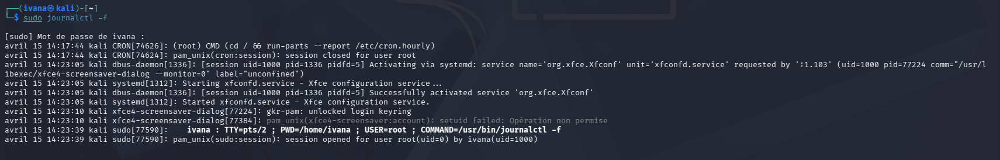 ┌──(ivana㉿kali)-[~]
└─$ sudo journalctl -f
[sudo] Mot de passe de ivana :
avril 15 14:17:44 kali CRON[74626]: (root) CMD (cd / && run-parts --report /etc/cron.hourly)
avril 15 14:17:44 kali CRON[74624]: pam_unix(cron:session): session closed for user root
avril 15 14:23:05 kali dbus-daemon[1336]: [session uid=1000 pid=1336 pidfd=5] Activating via systemd: service name='org.xfce.Xfconf' unit='xfconfd.service' requested by ':1.103' (uid=1000 pid=77224 comm="/usr/l
ibexec/xfce4-screensaver-dialog --monitor=0" label="unconfined")
avril 15 14:23:05 kali systemd[1312]: Starting xfconfd.service - Xfce configuration service...
avril 15 14:23:05 kali dbus-daemon[1336]: [session uid=1000 pid=1336 pidfd=5] Successfully activated service 'org.xfce.Xfconf'
avril 15 14:23:05 kali systemd[1312]: Started xfconfd.service - Xfce configuration service.
avril 15 14:23:10 kali xfce4-screensaver-dialog[77224]: gkr-pam: unlocked login keyring
avril 15 14:23:10 kali xfce4-screensaver-dialog[77384]: pam_unix(xfce4-screensaver:account): setuid failed: Opération non permise
avril 15 14:23:39 kali sudo[77590]:    ivana : TTY=pts/2 ; PWD=/home/ivana ; USER=root ; COMMAND=/usr/bin/journalctl -f
avril 15 14:23:39 kali sudo[77590]: pam_unix(sudo:session): session opened for user root(uid=0) by ivana(uid=1000)